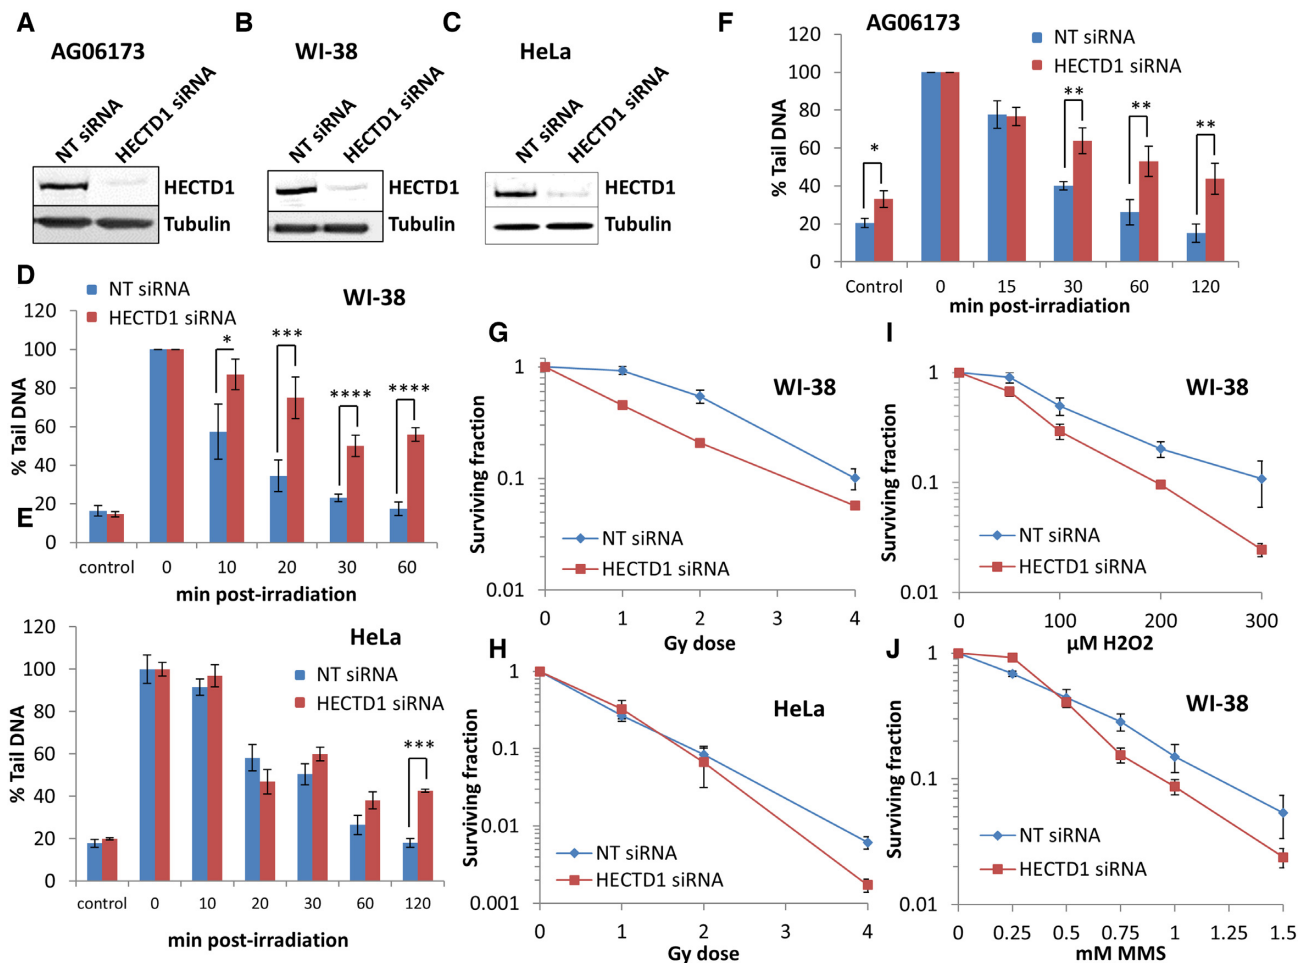 A
AG06173
NT siRNA
HECTD1 siRNA
HECTD1
Tubulin
B
WI-38
NT siRNA
HECTD1 siRNA
HECTD1
Tubulin
C
HeLa
NT siRNA
HECTD1 siRNA
HECTD1
Tubulin
D
NT siRNA
HECTD1 siRNA
WI-38
% Tail DNA
120
100
80
60
40
20
0
*
***
****
****
control 0 10 20 30 60
min post-irradiation
E
HeLa
NT siRNA
HECTD1 siRNA
% Tail DNA
120
100
80
60
40
20
0
***
control 0 10 20 30 60 120
min post-irradiation
F
AG06173
NT siRNA
HECTD1 siRNA
% Tail DNA
120
100
80
60
40
20
0
*
**
**
**
Control 0 15 30 60 120
min post-irradiation
G
WI-38
Surviving fraction
1
0.1
0.01
NT siRNA
HECTD1 siRNA
0 1 2 3 4
Gy dose
H
HeLa
Surviving fraction
1
0.1
0.01
0.001
NT siRNA
HECTD1 siRNA
0 1 2 3 4
Gy dose
I
WI-38
Surviving fraction
1
0.1
0.01
NT siRNA
HECTD1 siRNA
0 100 200 300
µM H2O2
J
WI-38
Surviving fraction
1
0.1
0.01
NT siRNA
HECTD1 siRNA
0 0.25 0.5 0.75 1 1.25 1.5
mM MMS